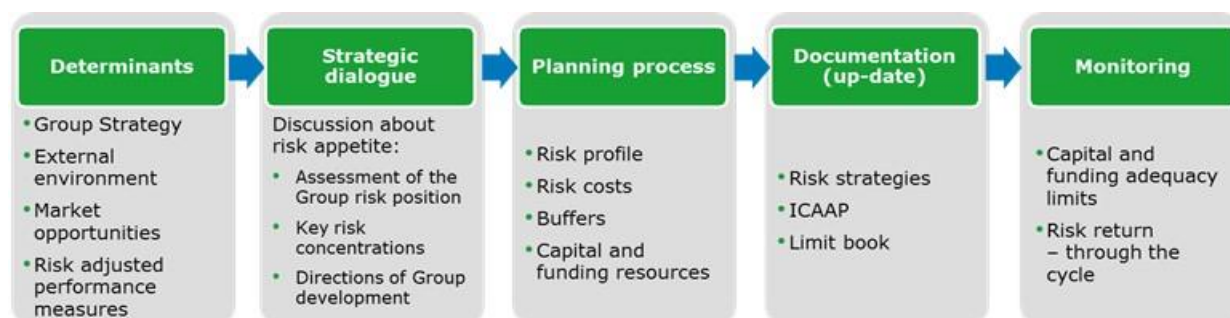 Determinants
• Group Strategy
• External
environment
• Market
opportunities
• Risk adjusted
performance
measures
Strategic
dialogue
Discussion about
risk appetite:
• Assessment of the
Group risk position
• Key risk
concentrations
• Directions of Group
development
Planning process
• Risk profile
• Risk costs
• Buffers
• Capital and
funding resources
Documentation
(up-date)
• Risk strategies
• ICAAP
• Limit book
Monitoring
• Capital and
funding adequacy
limits
• Risk return
– through the
cycle